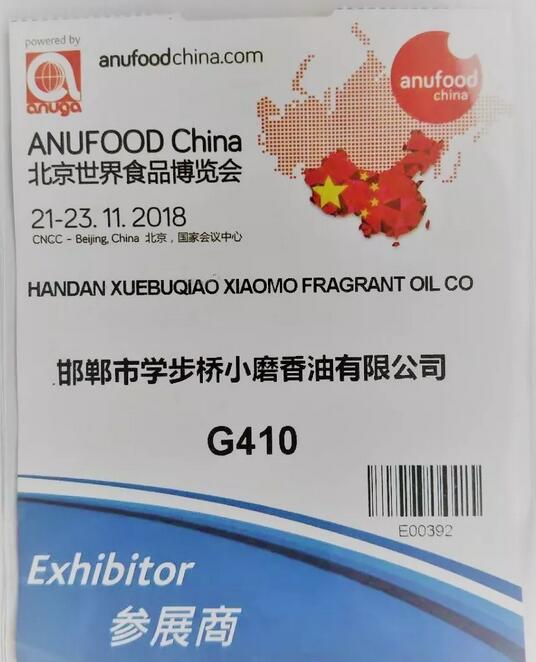 powered by
anuga
anufoodchina.com
anufood
china
ANUFOOD China
北京世界食品博览会
21-23.11.2018
CNCC - Beijing, China 北京，国家会议中心
HANDAN XUEBUQIAO XIAOMO FRAGRANT OIL CO
邯郸市学步桥小磨香油有限公司
G410
E00392
Exhibitor
参展商